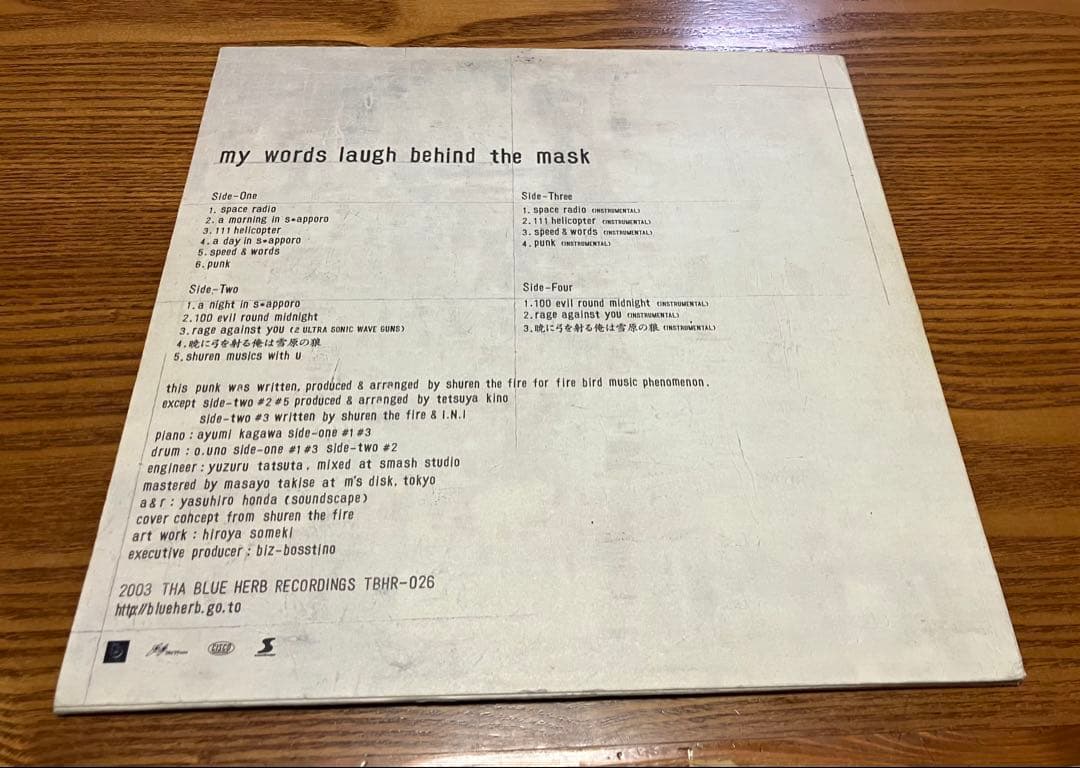 my words laugh behind the mask
Side-One
1. space radio
2. a morning in s*apporo
3. 111 helicopter
4. a day in s*apporo
5. speed & words
6. punk
Side-Two
1. a night in s*apporo
2. 100 evil round midnight
3. rage against you (2 ULTRA SONIC WAVE GUNS)
4. 暁に弓を射る俺は雪原の狼
5. shuren musics with u
Side-Three
1. space radio (INSTRUMENTAL)
2. 111 helicopter (INSTRUMENTAL)
3. speed & words (INSTRUMENTAL)
4. punk (INSTRUMENTAL)
Side-Four
1. 100 evil round midnight (INSTRUMENTAL)
2. rage against you (INSTRUMENTAL)
3. 暁に弓を射る俺は雪原の狼 (INSTRUMENTAL)
this punk was written, produced & arranged by shuren the fire for fire bird music phenomenon.
except side-two #2 #5 produced & arranged by tetsuya kino
side-two #3 written by shuren the fire & I.N.I
piano : ayumi kagawa side-one #1 #3
drum : o.uno side-one #1 #3 side-two #2
engineer : yuzuru tatsuta, mixed at smash studio
mastered by masayo takise at m's disk, tokyo
a & r : yasuhiro honda (soundscape)
cover concept from shuren the fire
art work : hiroya someki
executive producer : biz-bosstino
2003 THA BLUE HERB RECORDINGS TBHR-026
http://blueherb.go.to
CISCO